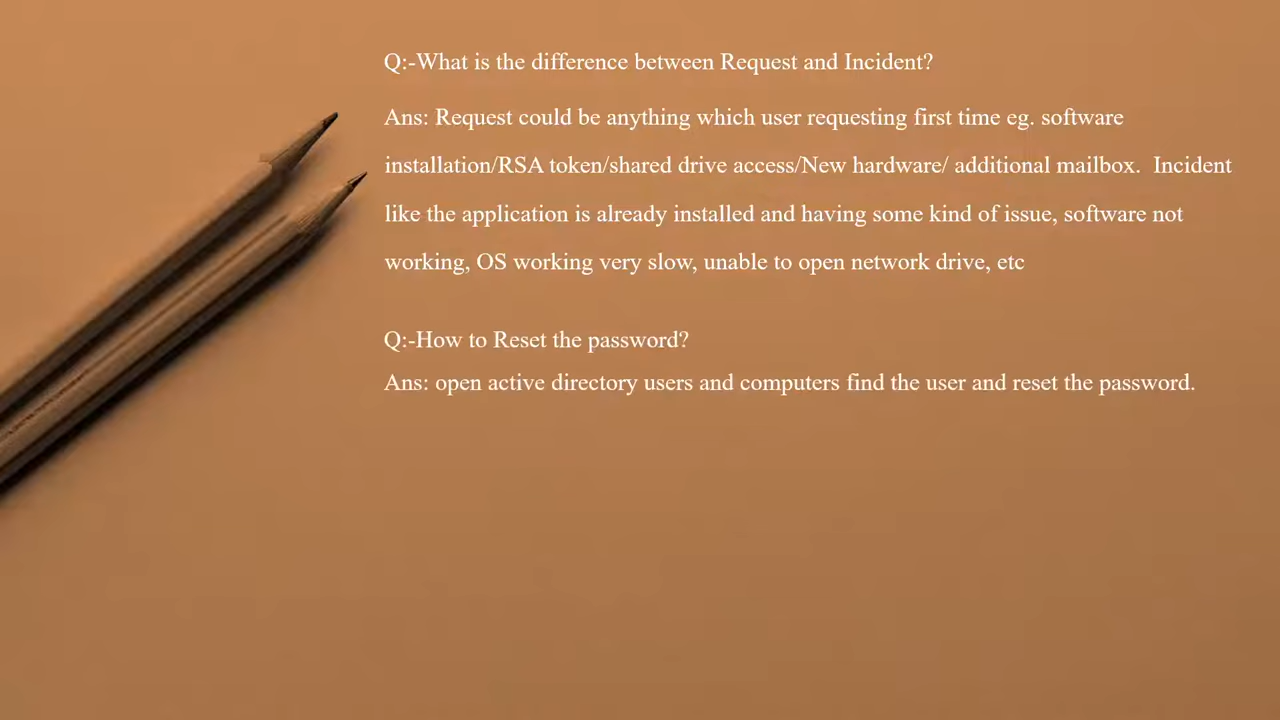 Q:-What is the difference between Request and Incident?
Ans: Request could be anything which user requesting first time eg. software
installation/RSA token/shared drive access/New hardware/ additional mailbox.  Incident
like the application is already installed and having some kind of issue, software not
working, OS working very slow, unable to open network drive, etc
Q:-How to Reset the password?
Ans: open active directory users and computers find the user and reset the password.